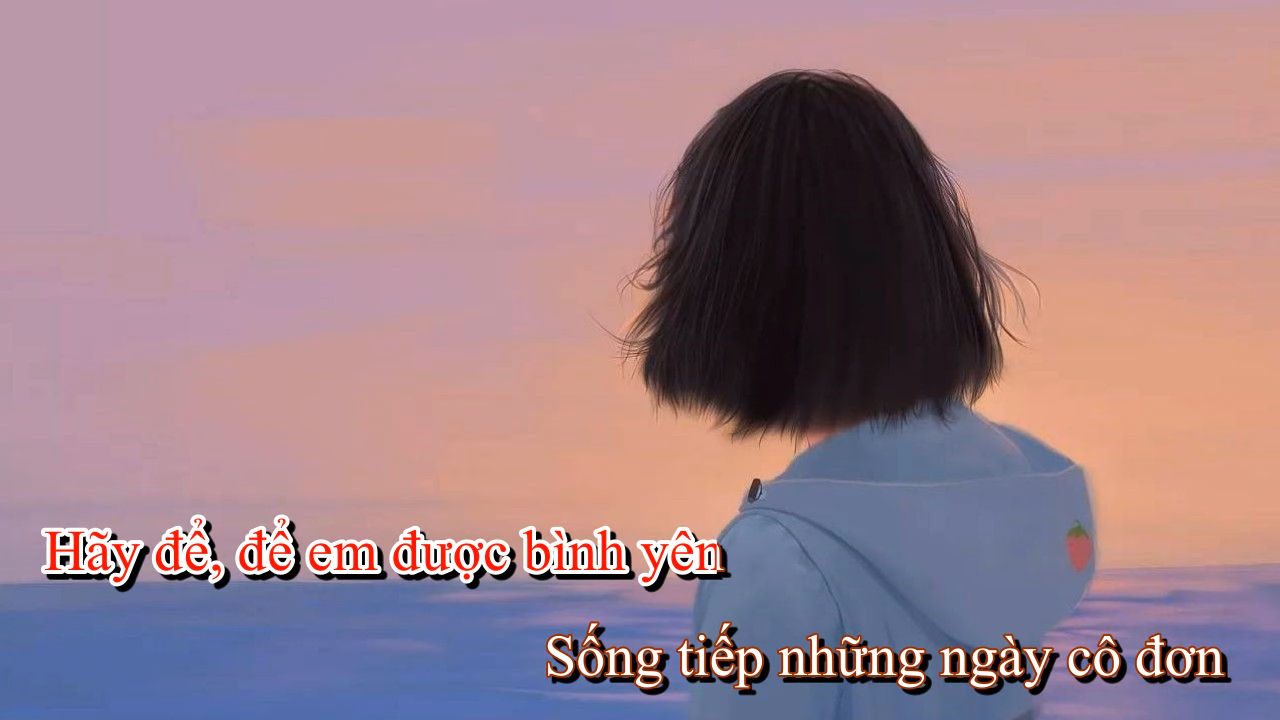 Hãy để, để em được bình yên
Sống tiếp những ngày cô đơn